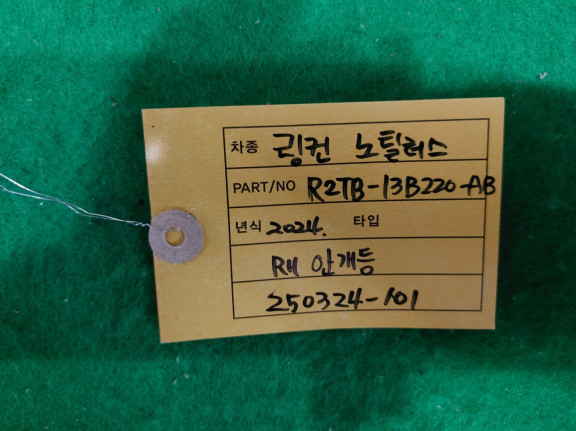 차종 링컨 노틸러스
PART/NO R2TB-13B220-AB
년식 2024. 타입
RH 안개등
250324-101